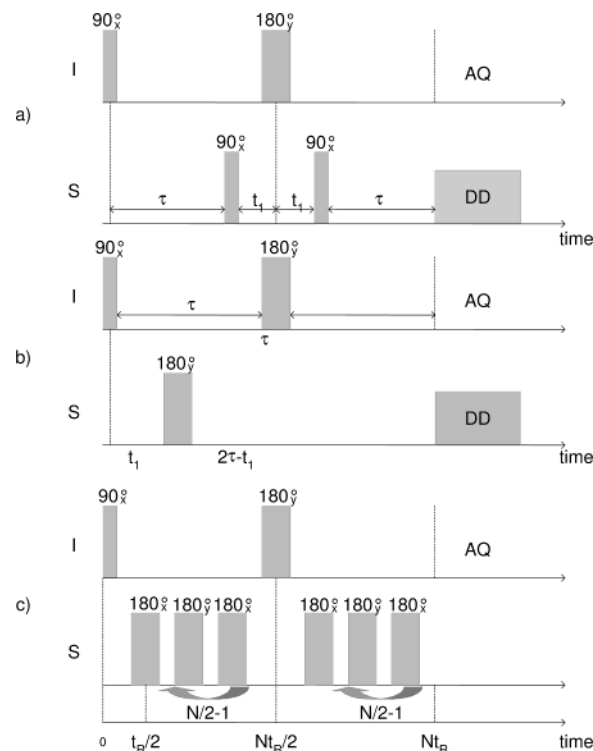 90°x 180°y
I AQ
a)
90°x 90°x
S τ t1 t1 τ DD
time
90°x 180°y
I τ AQ
τ
b)
180°y
S DD
t1 2τ-t1 time
90°x 180°y
I AQ
c)
180°x 180°y 180°x 180°x 180°y 180°x
S
N/2-1 N/2-1
0 tR/2 NtR/2 NtR time